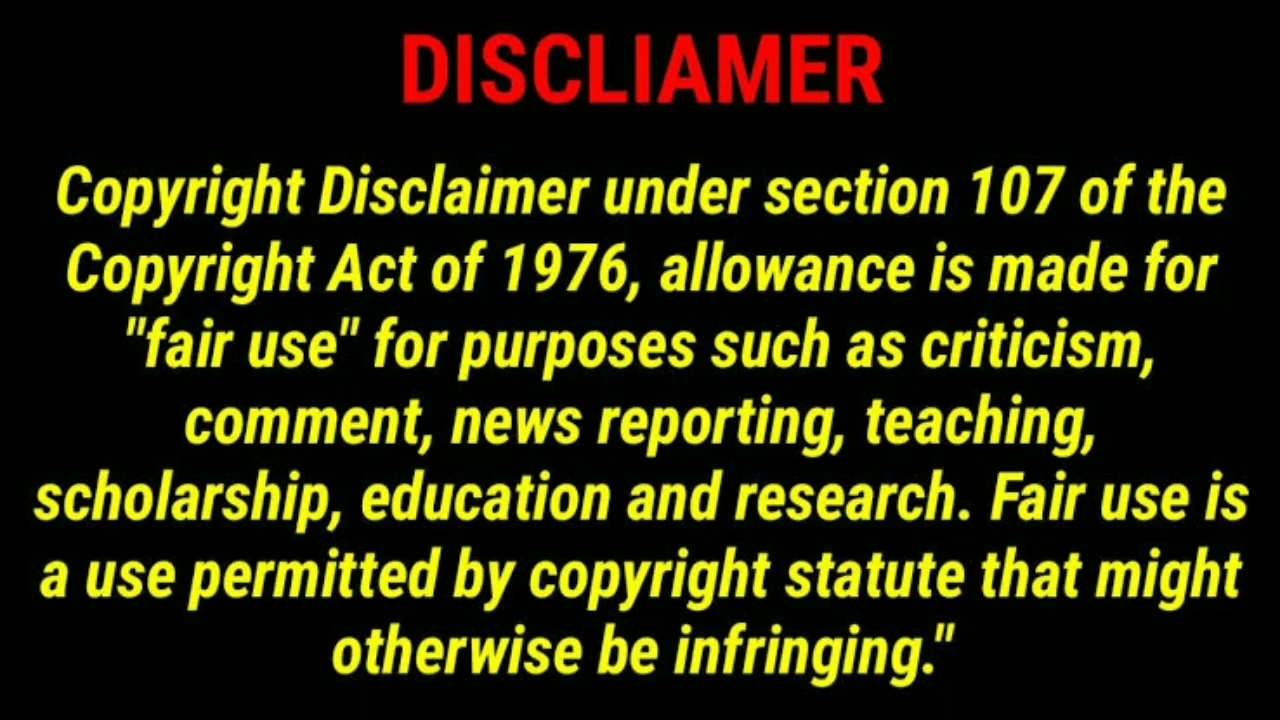 DISCLIAMER
Copyright Disclaimer under section 107 of the
Copyright Act of 1976, allowance is made for
"fair use" for purposes such as criticism,
comment, news reporting, teaching,
scholarship, education and research. Fair use is
a use permitted by copyright statute that might
otherwise be infringing."